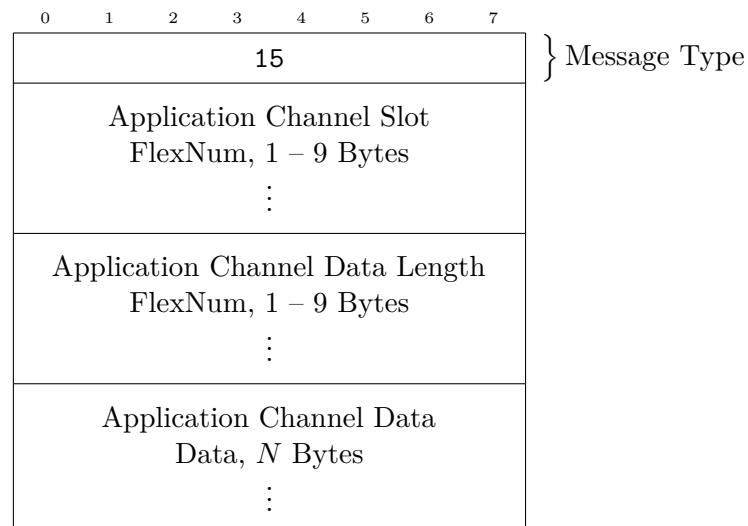 0 1 2 3 4 5 6 7
15 } Message Type
Application Channel Slot
FlexNum, 1 – 9 Bytes
⋮
Application Channel Data Length
FlexNum, 1 – 9 Bytes
⋮
Application Channel Data
Data, N Bytes
⋮